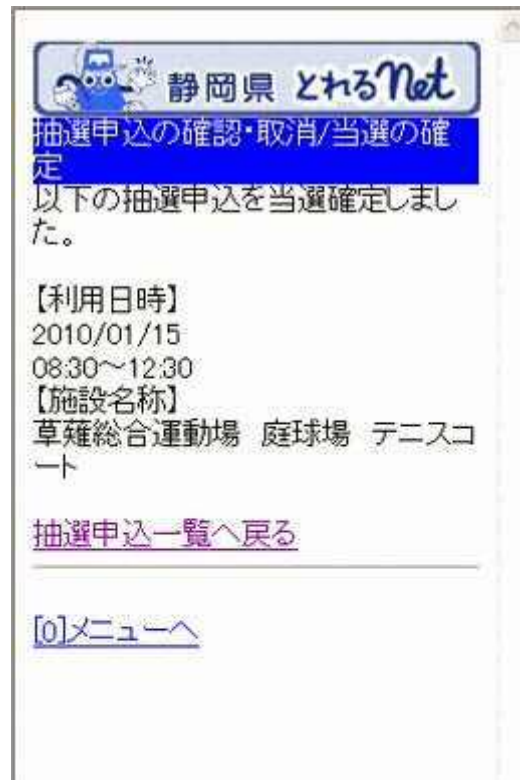 静岡県 とれるNet
抽選申込の確認・取消/当選の確
定
以下の抽選申込を当選確定しまし
た。
【利用日時】
2010/01/15
08:30～12:30
【施設名称】
草薙総合運動場 庭球場 テニスコ
ート
抽選申込一覧へ戻る
[0]メニューへ